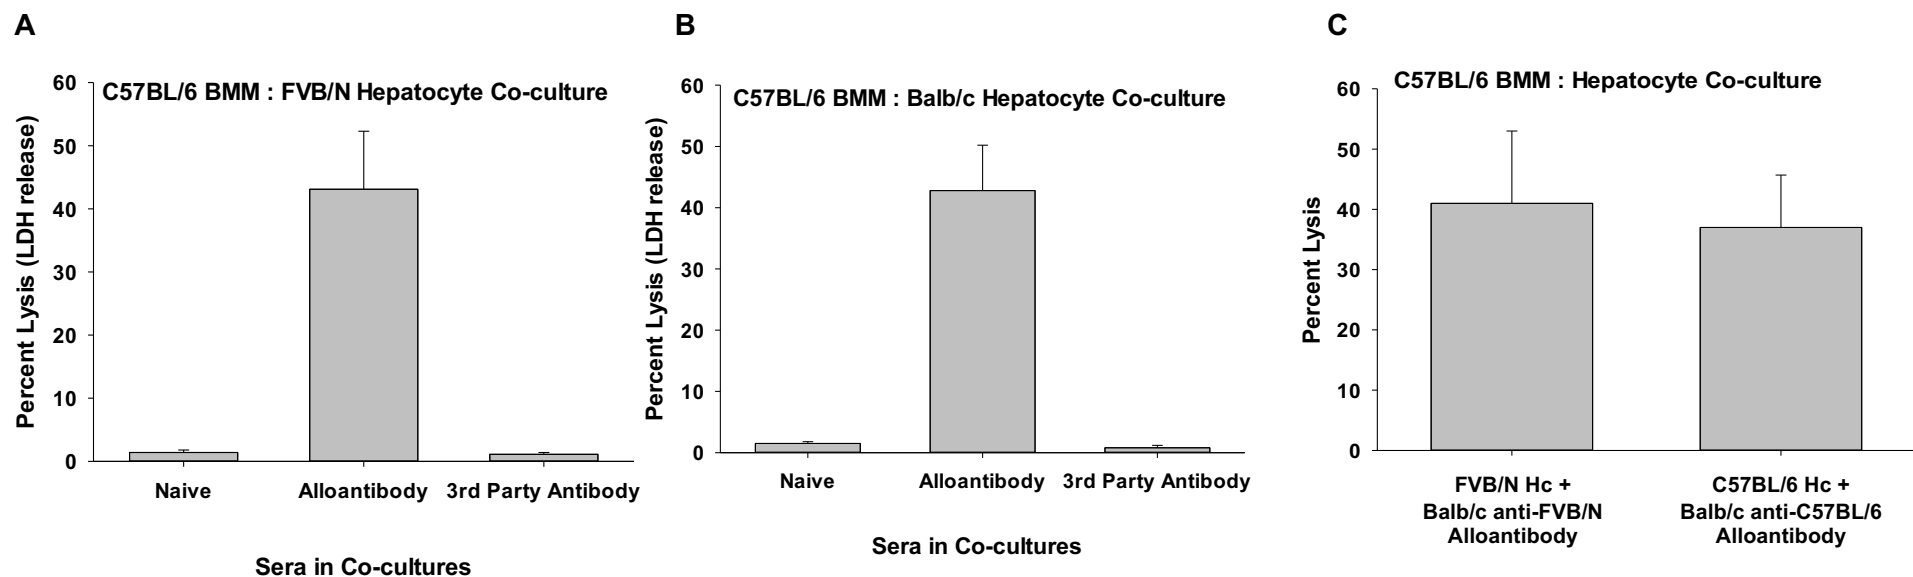 A
C57BL/6 BMM : FVB/N Hepatocyte Co-culture
Percent Lysis (LDH release)
60
50
40
30
20
10
0
Naive
Alloantibody
3rd Party Antibody
Sera in Co-cultures
B
C57BL/6 BMM : Balb/c Hepatocyte Co-culture
Percent Lysis (LDH release)
60
50
40
30
20
10
0
Naive
Alloantibody
3rd Party Antibody
Sera in Co-cultures
C
C57BL/6 BMM : Hepatocyte Co-culture
Percent Lysis
60
50
40
30
20
10
0
FVB/N Hc +
Balb/c anti-FVB/N
Alloantibody
C57BL/6 Hc +
Balb/c anti-C57BL/6
Alloantibody